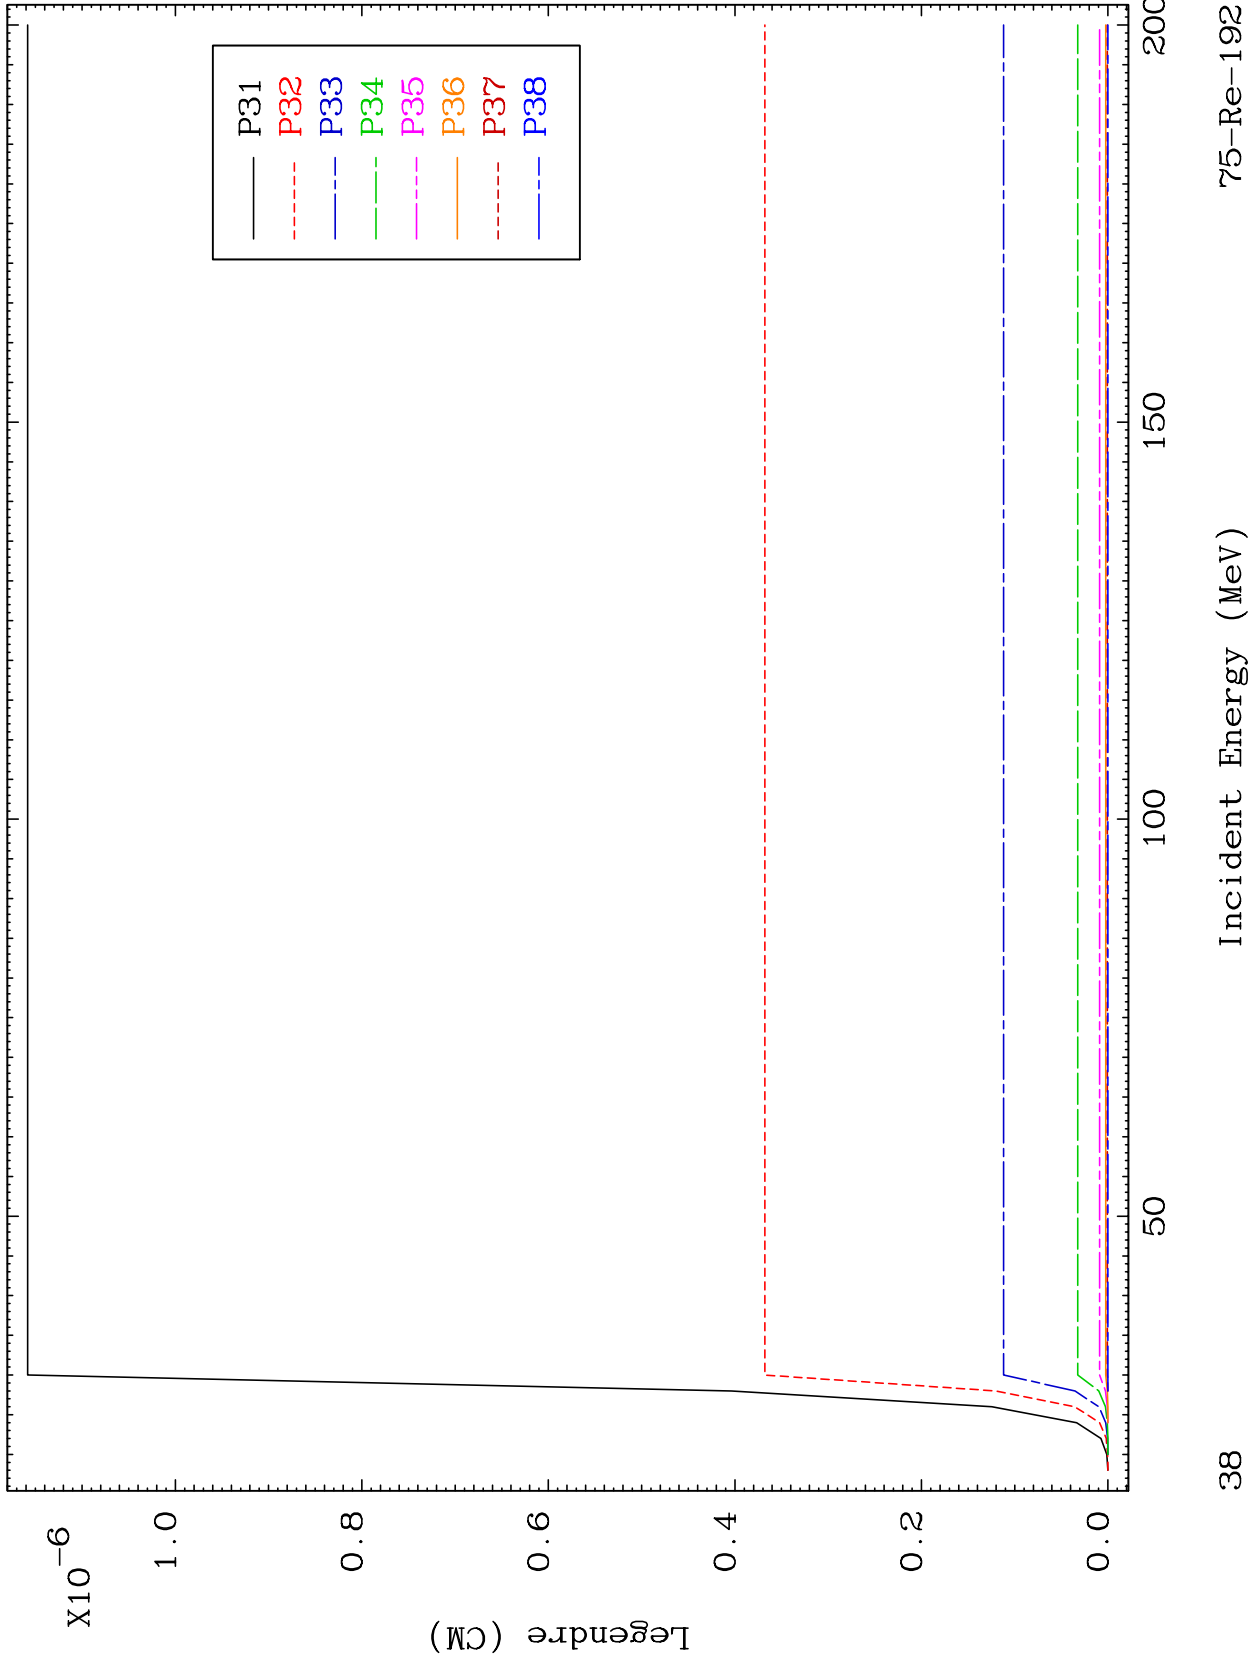 X10-6
1.0
0.8
0.6
0.4
0.2
0.0
Legendre (CM)
P31
P32
P33
P34
P35
P36
P37
P38
50
100
150
200
Incident Energy (MeV)
38
75-Re-192